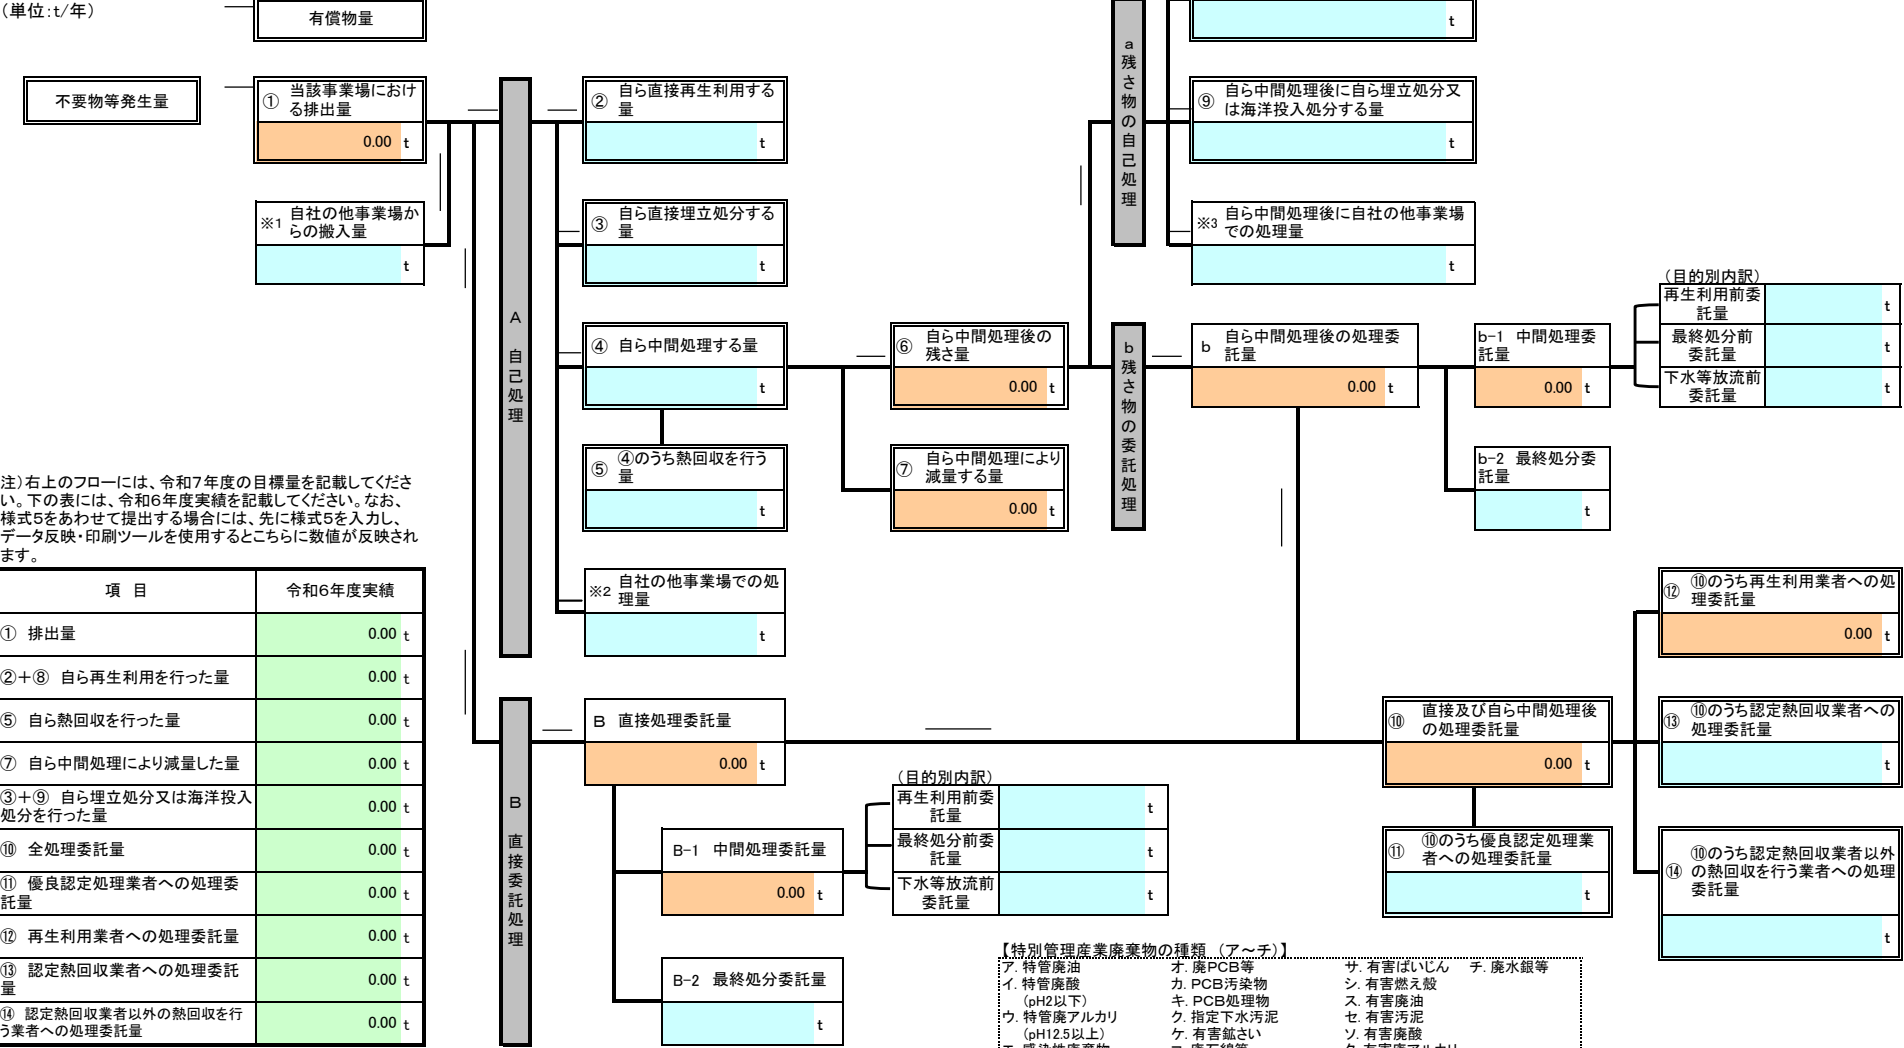 (単位:t/年)
有償物量
t
不要物等発生量
① 当該事業場におけ
る排出量
0.00 t
※1 自社の他事業場か
らの搬入量
t
A 自己処理
② 自ら直接再生利用する
量
t
③ 自ら直接埋立処分する
量
t
④ 自ら中間処理する量
t
⑤ ④のうち熱回収を行う
量
t
※2 自社の他事業場での処
理量
t
⑥ 自ら中間処理後の
残さ量
0.00 t
⑦ 自ら中間処理により
減量する量
0.00 t
a 残さ物の自己処理
⑨ 自ら中間処理後に自ら埋立処分又
は海洋投入処分する量
t
※3 自ら中間処理後に自社の他事業場
での処理量
t
b 残さ物の委託処理
b 自ら中間処理後の処理委
託量
0.00 t
b-1 中間処理委
託量
0.00 t
(目的別内訳)
再生利用前委
託量
t
最終処分前
委託量
t
下水等放流前
委託量
t
b-2 最終処分委
託量
t
注)右上のフローには、令和7年度の目標量を記載してくださ
い。下の表には、令和6年度実績を記載してください。なお、
様式5をあわせて提出する場合には、先に様式5を入力し、
データ反映・印刷ツールを使用するとこちらに数値が反映され
ます。
項 目 令和6年度実績
① 排出量 0.00 t
②+⑧ 自ら再生利用を行った量 0.00 t
⑤ 自ら熱回収を行った量 0.00 t
⑦ 自ら中間処理により減量した量 0.00 t
③+⑨ 自ら埋立処分又は海洋投入
処分を行った量 0.00 t
⑩ 全処理委託量 0.00 t
⑪ 優良認定処理業者への処理委
託量 0.00 t
⑫ 再生利用業者への処理委託量 0.00 t
⑬ 認定熱回収業者への処理委託
量 0.00 t
⑭ 認定熱回収業者以外の熱回収を行
う業者への処理委託量 0.00 t
B 直接委託処理
B 直接処理委託量
0.00 t
B-1 中間処理委託量
0.00 t
(目的別内訳)
再生利用前委
託量
t
最終処分前委
託量
t
下水等放流前
委託量
t
B-2 最終処分委託量
t
⑩ 直接及び自ら中間処理後
の処理委託量
0.00 t
⑪ ⑩のうち優良認定処理業
者への処理委託量
t
⑫ ⑩のうち再生利用業者への処
理委託量
0.00 t
⑬ ⑩のうち認定熱回収業者への
処理委託量
t
⑭ ⑩のうち認定熱回収業者以外
の熱回収を行う業者への処理
委託量
t
【特別管理産業廃棄物の種類 (ア～チ)】
ア. 特管廃油 オ. 廃PCB等 サ. 有害ばいじん チ. 廃水銀等
イ. 特管廃酸 カ. PCB汚染物 シ. 有害燃え殻
(pH2以下) キ. PCB処理物 ス. 有害廃油
ウ. 特管廃アルカリ ク. 指定下水汚泥 セ. 有害汚泥
(pH12.5以上) ケ. 有害鉱さい ソ. 有害廃酸
エ. 感染性廃棄物 コ. 廃石綿等 タ. 有害廃アルカリ